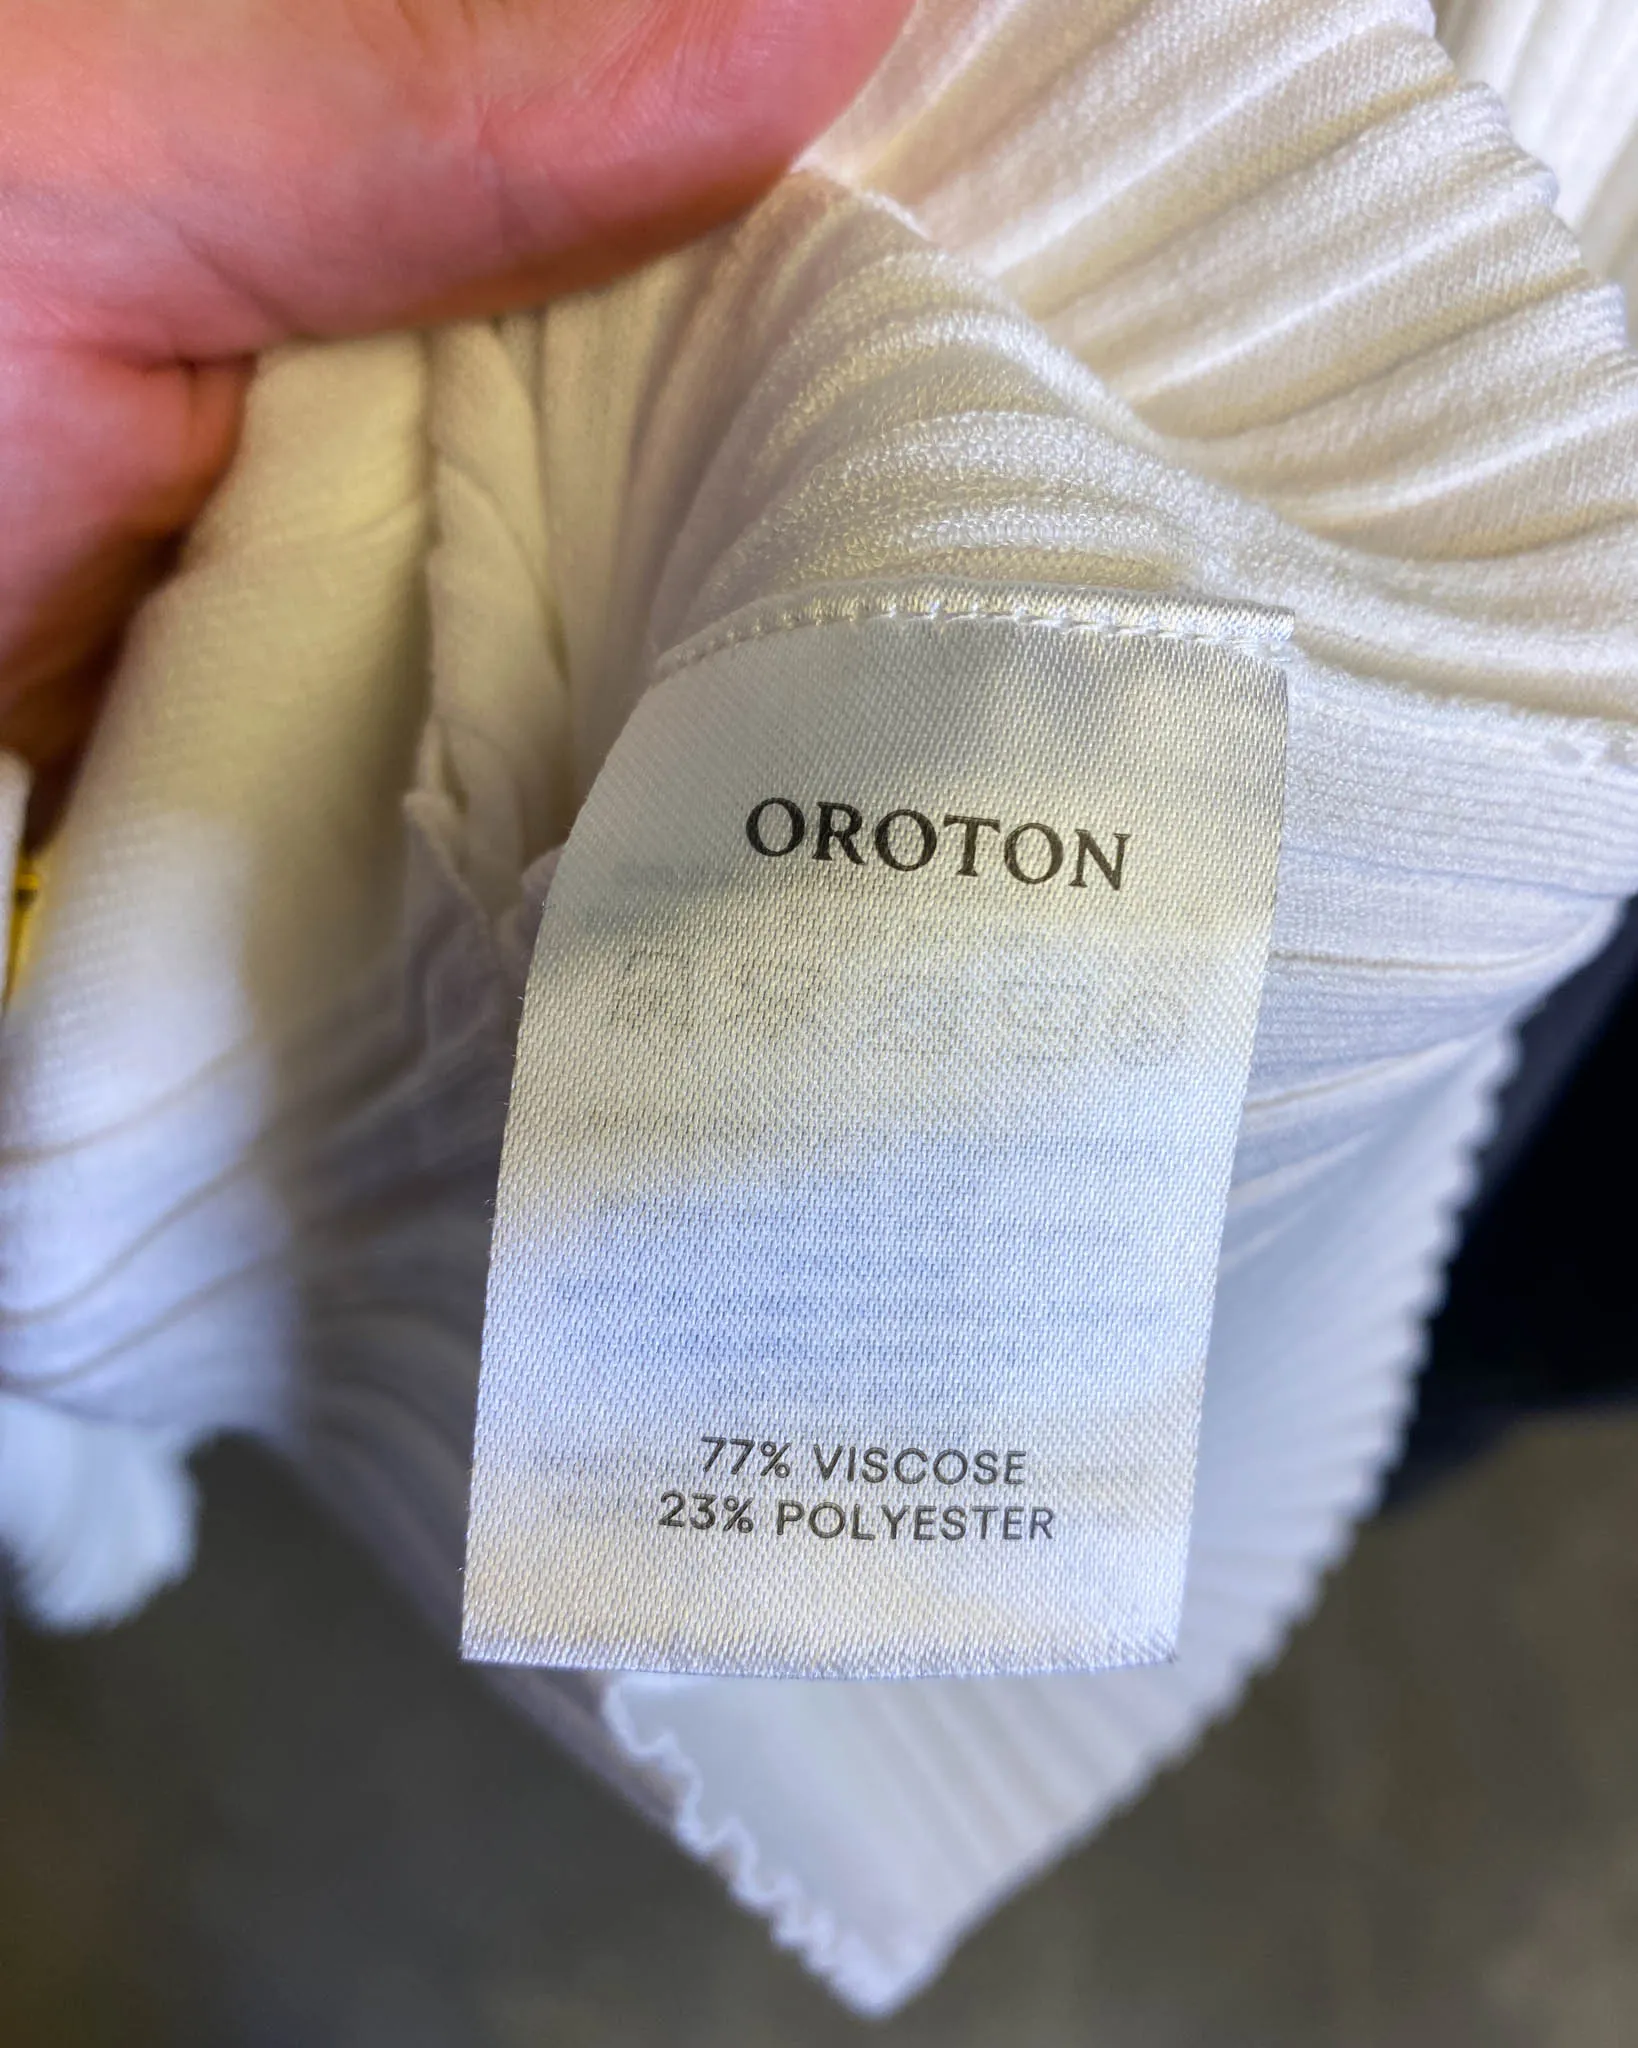 OROTON
77% VISCOSE
23% POLYESTER